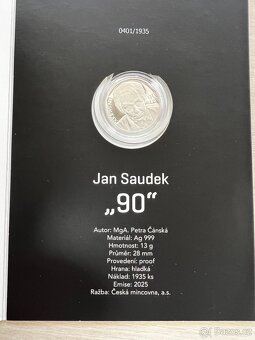 0401/1935
Jan Saudek
„90“
Autor: MgA. Petra Čánská
Materiál: Ag 999
Hmotnost: 13 g
Průměr: 28 mm
Provedení: proof
Hrana: hladká
Náklad: 1935 ks
Emise: 2025
Ražba: Česká mincovna, a.s.